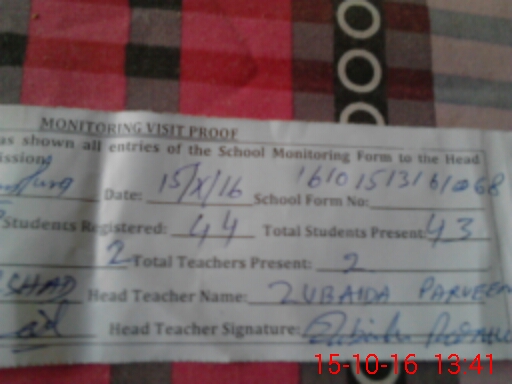 MONITORING VISIT PROOF
as shown all entries of the School Monitoring Form to the Head
ission)
Date: 15/X/16 School Form No: 
Students Registered: 44 Total Students Present: 43
2 Total Teachers Present: 2
SHAD Head Teacher Name: ZUBAIDA PARVEEN
Head Teacher Signature:
15-10-16 13:41